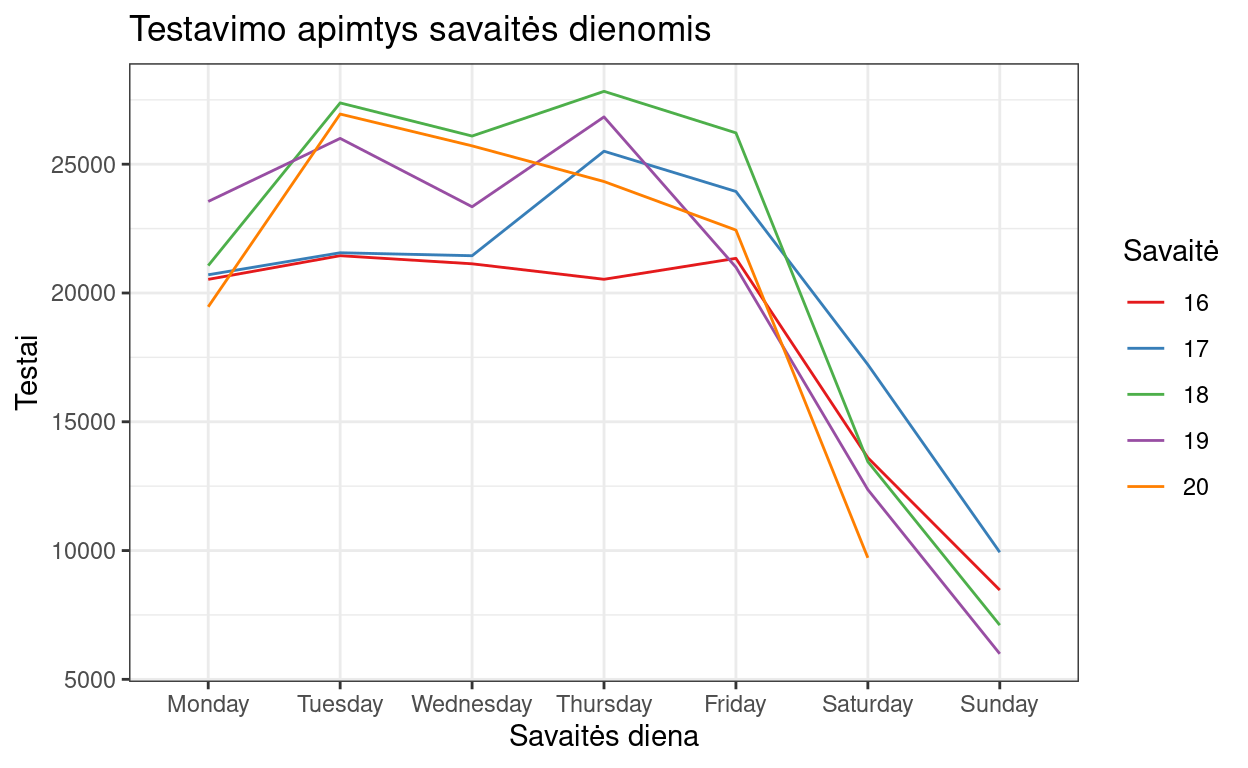 Testavimo apimtys savaitės dienomis
Testai
25000
20000
15000
10000
5000
Monday Tuesday Wednesday Thursday Friday Saturday Sunday
Savaitės diena
Savaitė
16
17
18
19
20